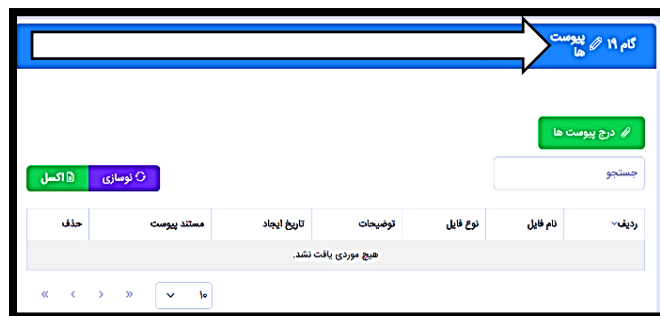 گام ۱۹ پیوست
ها
درج پیوست ها
جستجو
نوسازی اکسل
ردیف نام فایل نوع فایل توضیحات تاریخ ایجاد مستند پیوست حذف
هیچ موردی یافت نشد.
۱۰